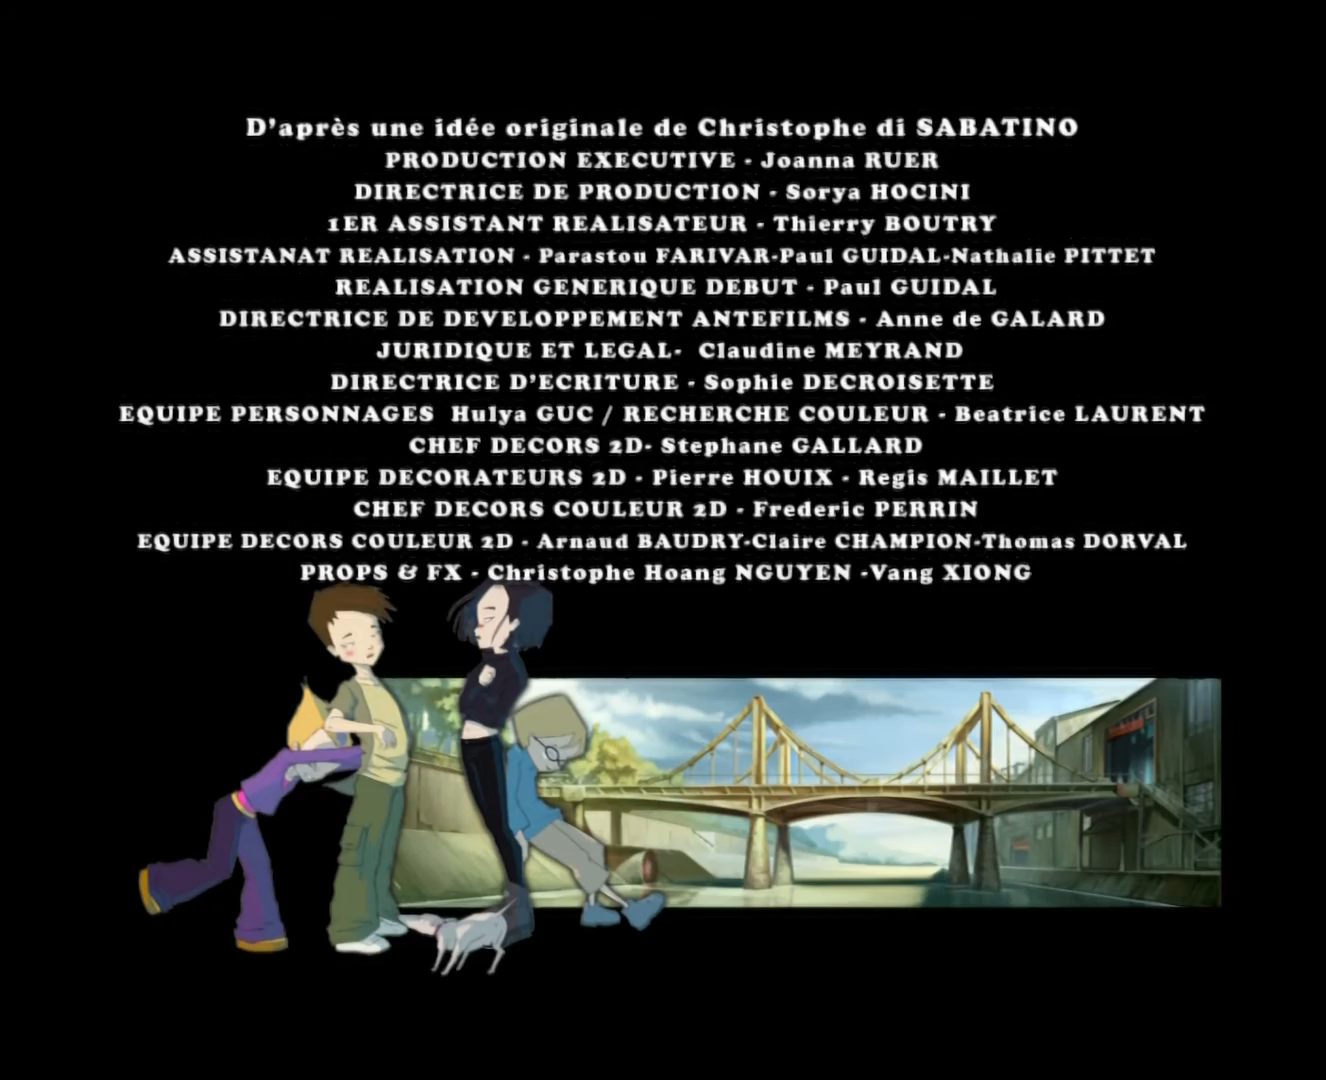 D'après une idée originale de Christophe di SABATINO
PRODUCTION EXECUTIVE - Joanna RUER
DIRECTRICE DE PRODUCTION - Sorya HOCINI
1ER ASSISTANT REALISATEUR - Thierry BOUTRY
ASSISTANAT REALISATION - Parastou FARIVAR-Paul GUIDAL-Nathalie PITTET
REALISATION GENERIQUE DEBUT - Paul GUIDAL
DIRECTRICE DE DEVELOPPEMENT ANTEFILMS - Anne de GALARD
JURIDIQUE ET LEGAL-  Claudine MEYRAND
DIRECTRICE D'ECRITURE - Sophie DECROISETTE
EQUIPE PERSONNAGES  Hulya GUC / RECHERCHE COULEUR - Beatrice LAURENT
CHEF DECORS 2D- Stephane GALLARD
EQUIPE DECORATEURS 2D - Pierre HOUIX - Regis MAILLET
CHEF DECORS COULEUR 2D - Frederic PERRIN
EQUIPE DECORS COULEUR 2D - Arnaud BAUDRY-Claire CHAMPION-Thomas DORVAL
PROPS & FX - Christophe Hoang NGUYEN -Vang XIONG